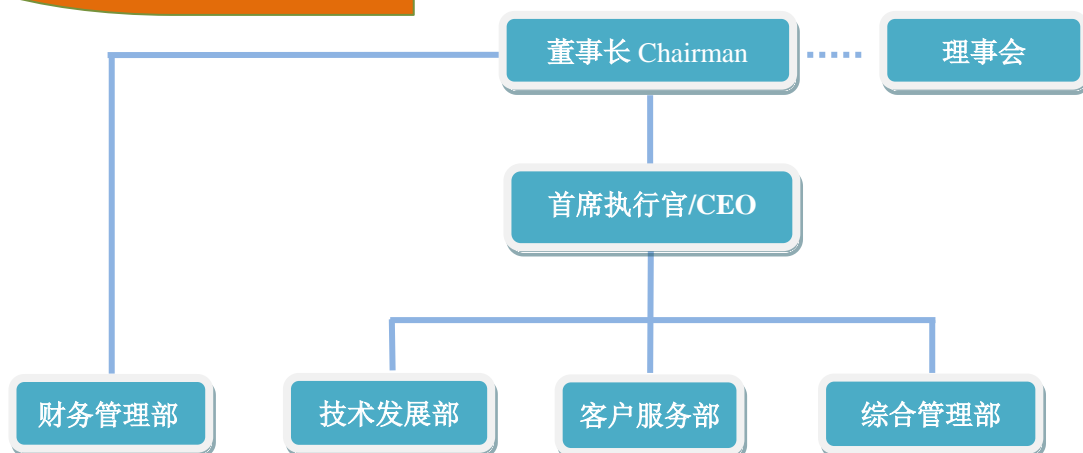 董事长 Chairman
理事会
首席执行官/CEO
财务管理部
技术发展部
客户服务部
综合管理部